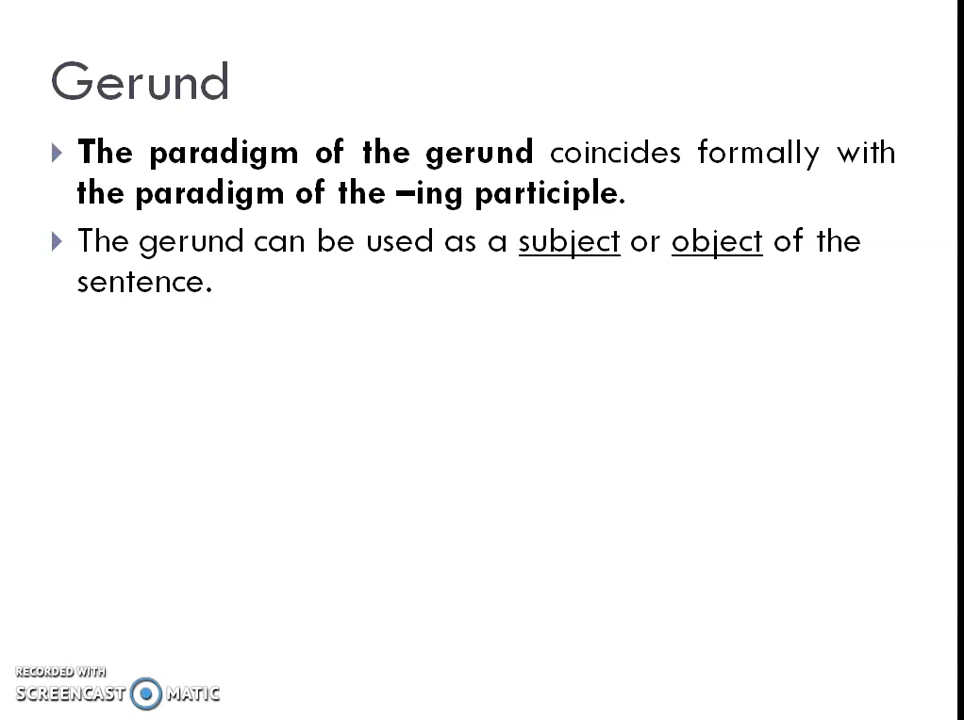 Gerund
The paradigm of the gerund coincides formally with
the paradigm of the –ing participle.
The gerund can be used as a subject or object of the
sentence.
RECORDED WITH
SCREENCAST MATIC